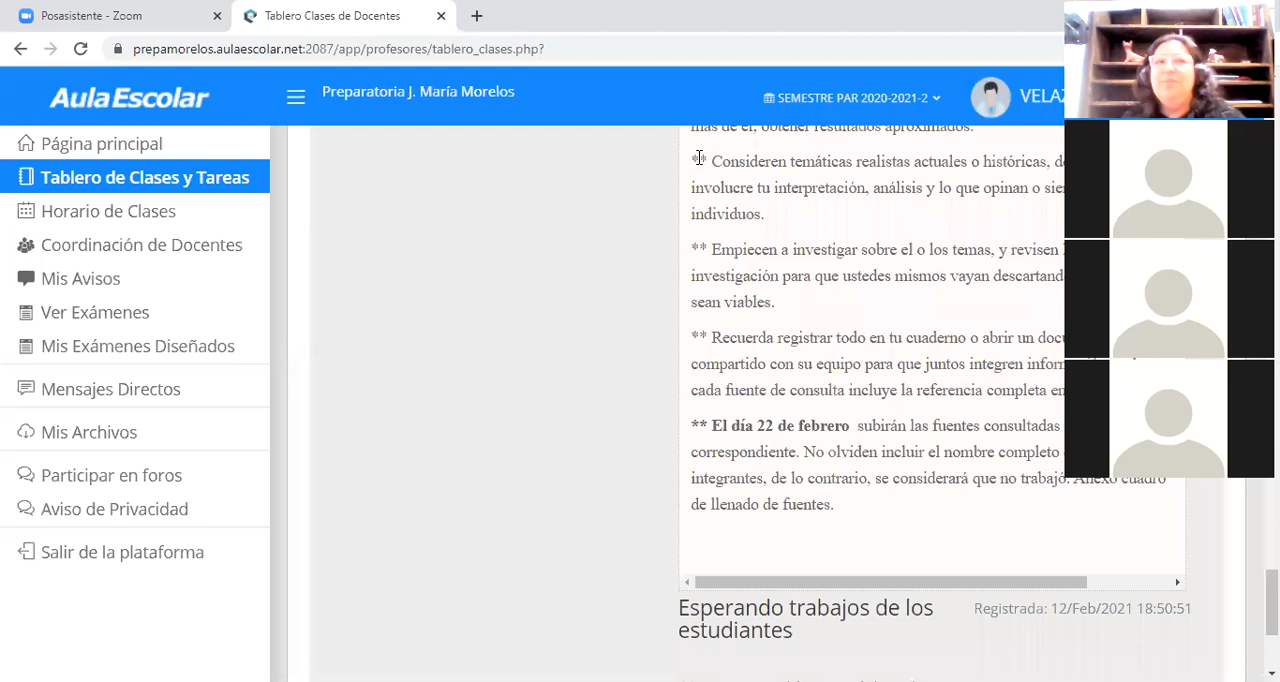 Posasistente - Zoom
Tablero Clases de Docentes
prepamorelos.aulaescolar.net:2087/app/profesores/tablero_clases.php?
AulaEscolar
Preparatoria J. María Morelos
SEMESTRE PAR 2020-2021-2
VELAZ
Página principal
Tablero de Clases y Tareas
Horario de Clases
Coordinación de Docentes
Mis Avisos
Ver Exámenes
Mis Exámenes Diseñados
Mensajes Directos
Mis Archivos
Participar en foros
Aviso de Privacidad
Salir de la plataforma
más de él, obtener resultados aproximados.
** Consideren temáticas realistas actuales o históricas,
involucre tu interpretación, análisis y lo que opinan o
individuos.
** Empiecen a investigar sobre el o los temas, y revisen
investigación para que ustedes mismos vayan descartand
sean viables.
** Recuerda registrar todo en tu cuaderno o abrir un
compartido con su equipo para que juntos integren
cada fuente de consulta incluye la referencia completa en
** El día 22 de febrero subirán las fuentes consultadas
correspondiente. No olviden incluir el nombre completo
integrantes, de lo contrario, se considerará que no trabajó. Anexo cuadro
de llenado de fuentes.
Esperando trabajos de los
estudiantes
Registrada: 12/Feb/2021 18:50:51